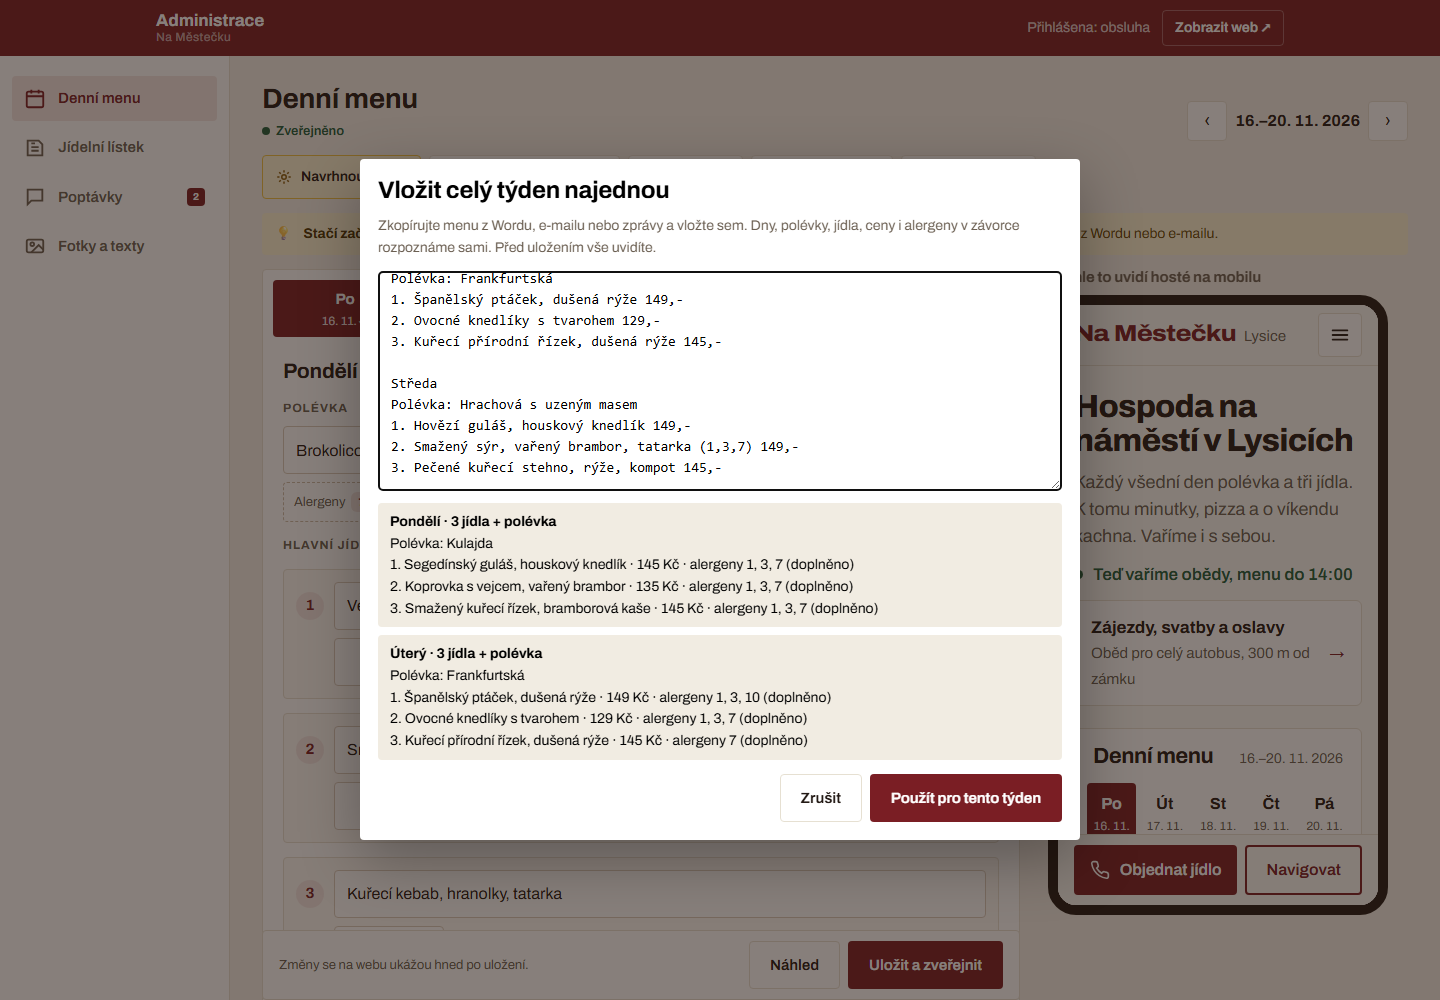 Administrace
Na Městečku
Přihlášena: obsluha
Zobrazit web ↗
Denní menu
Jídelní lístek
Poptávky
2
Fotky a texty
Denní menu
Zveřejněno
‹
16.–20. 11. 2026
›
Vložit celý týden najednou
Zkopírujte menu z Wordu, e-mailu nebo zprávy a vložte sem. Dny, polévky, jídla, ceny i alergeny v závorce
rozpoznáme sami. Před uložením vše uvidíte.
Polévka: Frankfurtská
1. Španělský ptáček, dušená rýže 149,-
2. Ovocné knedlíky s tvarohem 129,-
3. Kuřecí přírodní řízek, dušená rýže 145,-
Středa
Polévka: Hrachová s uzeným masem
1. Hovězí guláš, houskový knedlík 149,-
2. Smažený sýr, vařený brambor, tatarka (1,3,7) 149,-
3. Pečené kuřecí stehno, rýže, kompot 145,-
Pondělí · 3 jídla + polévka
Polévka: Kulajda
1. Segedínský guláš, houskový knedlík · 145 Kč · alergeny 1, 3, 7 (doplněno)
2. Koprovka s vejcem, vařený brambor · 135 Kč · alergeny 1, 3, 7 (doplněno)
3. Smažený kuřecí řízek, bramborová kaše · 145 Kč · alergeny 1, 3, 7 (doplněno)
Úterý · 3 jídla + polévka
Polévka: Frankfurtská
1. Španělský ptáček, dušená rýže · 149 Kč · alergeny 1, 3, 10 (doplněno)
2. Ovocné knedlíky s tvarohem · 129 Kč · alergeny 1, 3, 7 (doplněno)
3. Kuřecí přírodní řízek, dušená rýže · 145 Kč · alergeny 7 (doplněno)
Zrušit
Použít pro tento týden
Stačí
z Wordu nebo e-mailu.
Po
16. 11.
Pondělí
POLÉVKA
Alergeny
HLAVNÍ
1
2
3
Kuřecí kebab, hranolky, tatarka
Změny se na webu ukážou hned po uložení.
Náhled
Uložit a zveřejnit
to uvidí hosté na mobilu
Na Městečku
Lysice
Hospoda na
náměstí v Lysicích
Každý všední den polévka a tři jídla.
K tomu minutky, pizza a o víkendu
kachna. Vaříme i s sebou.
Teď vaříme obědy, menu do 14:00
Zájezdy, svatby a oslavy
Oběd pro celý autobus, 300 m od
zámku
→
Denní menu
16.–20. 11. 2026
Po Út St Čt Pá
16. 11. 17. 11. 18. 11. 19. 11. 20. 11.
Objednat jídlo
Navigovat